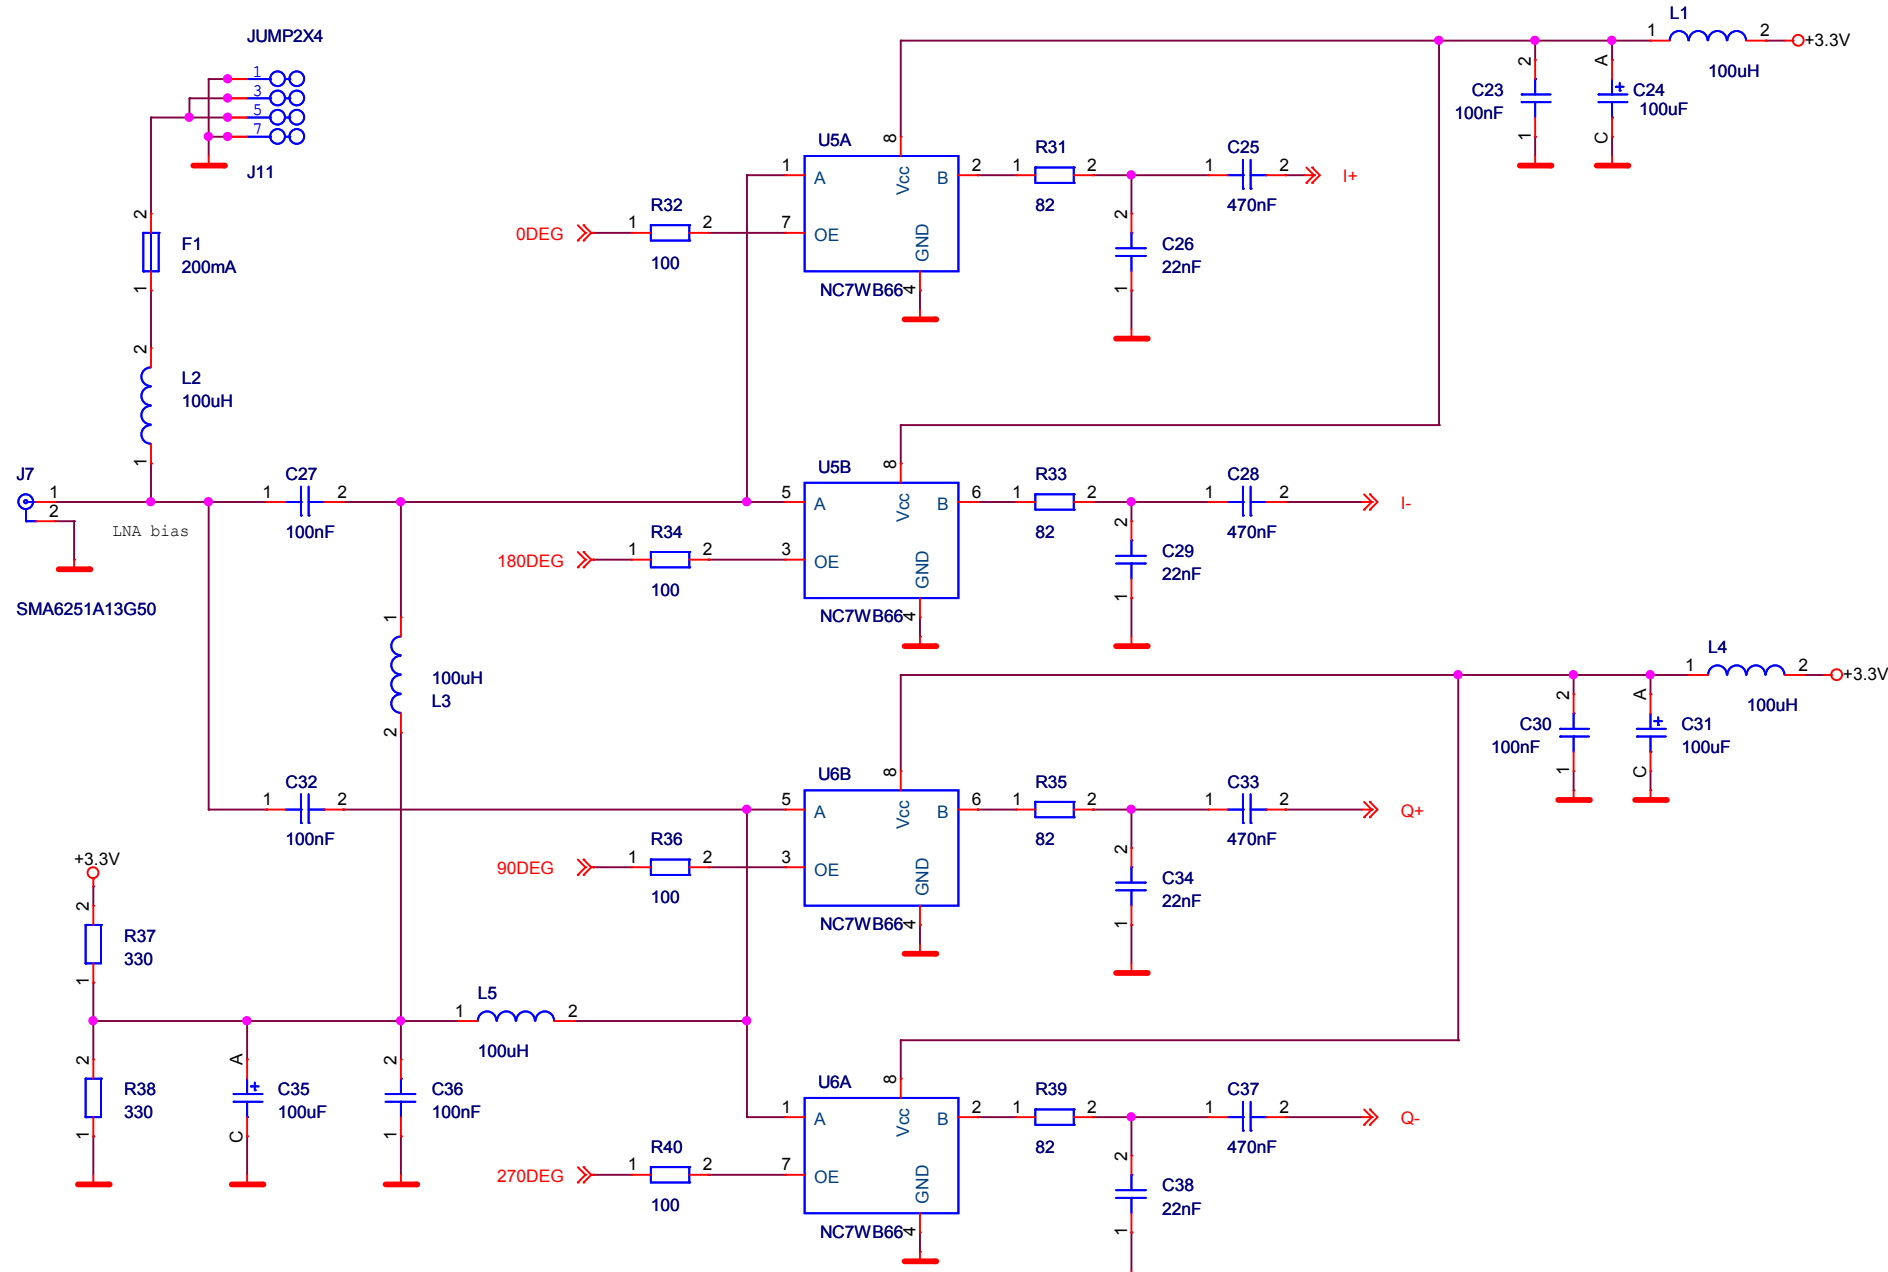 JUMP2X4
1
3
5
7
J11
2
F1
200mA
1
2
L2
100uH
1
J7
1
2
LNA bias
SMA6251A13G50
1 C27 2
100nF
1
100uH
L3
2
1 C32 2
100nF
+3.3V
2
R37
330
1
2
R38
330
1
A
+
C35
100uF
C
2
C36
100nF
1
1 L5 2
100uH
0DEG
1 R32 2
100
U5A
1 A
7 OE
8 Vcc
B 2
GND
NC7WB66 4
1 R31 2
82
2
C26
22nF
1
1 C25 2
470nF
I+
L1
1 2
+3.3V
100uH
2
C23
100nF
1
A
+
C24
100uF
C
180DEG
1 R34 2
100
U5B
5 A
3 OE
8 Vcc
B 6
GND
NC7WB66 4
1 R33 2
82
2
C29
22nF
1
1 C28 2
470nF
I-
L4
1 2
+3.3V
100uH
2
C30
100nF
1
A
+
C31
100uF
C
90DEG
1 R36 2
100
U6B
5 A
3 OE
8 Vcc
B 6
GND
NC7WB66 4
1 R35 2
82
2
C34
22nF
1
1 C33 2
470nF
Q+
270DEG
1 R40 2
100
U6A
1 A
7 OE
8 Vcc
B 2
GND
NC7WB66 4
1 R39 2
82
2
C38
22nF
1
1 C37 2
470nF
Q-